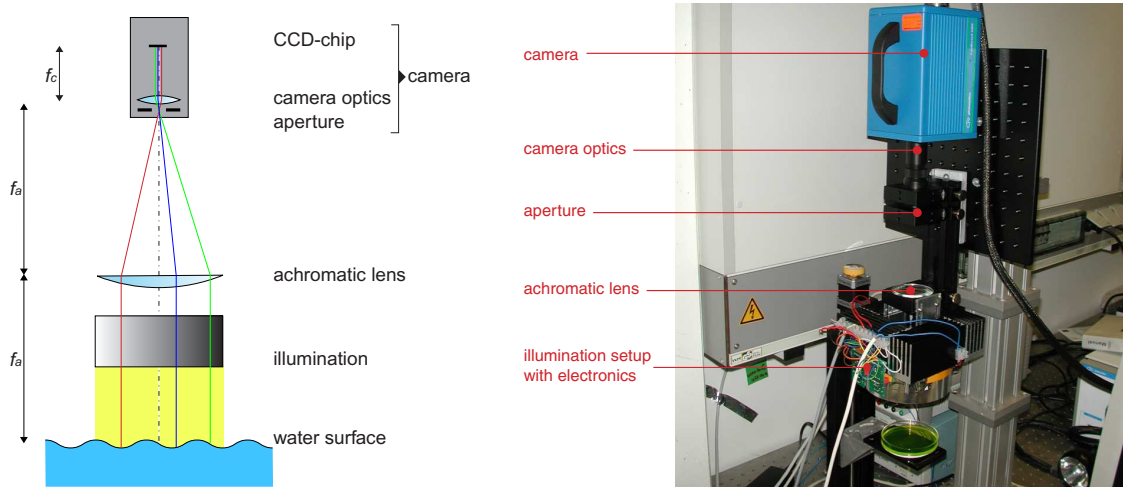 CCD-chip
f_c
camera
camera optics
aperture
f_a
achromatic lens
f_a
illumination
water surface
camera
camera optics
aperture
achromatic lens
illumination setup
with electronics
Manual